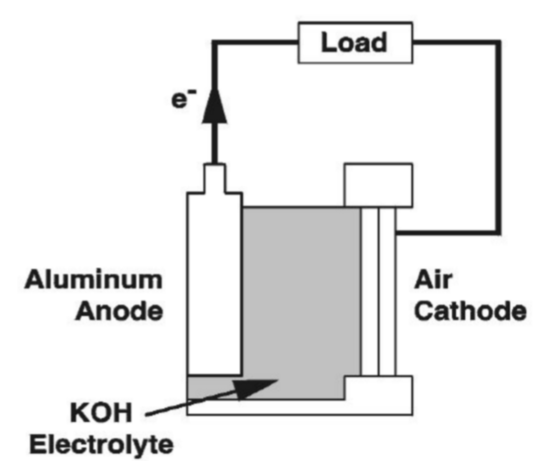 Load
e-
Aluminum
Anode
Air
Cathode
KOH
Electrolyte